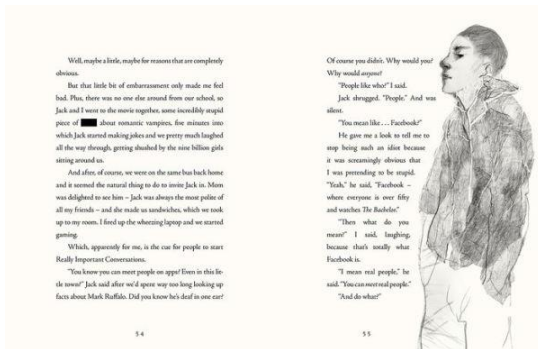 Well, maybe a little, maybe for reasons that are completely
obvious.
But that little bit of embarrassment only made me feel
bad. Plus, there was no one else around from our school, so
Jack and I went to the movie together, some incredibly stupid
piece of about romantic vampires, five minutes into
which Jack started making jokes and we pretty much laughed
all the way through, getting shushed by the nine billion girls
sitting around us.
And after, of course, we were on the same bus back home
and it seemed the natural thing to do to invite Jack in. Mom
was delighted to see him – Jack was always the most polite of
all my friends – and she made us sandwiches, which we took
up to my room. I fired up the wheezing laptop and we started
gaming.
Which, apparently for me, is the cue for people to start
Really Important Conversations.
"You know you can meet people on apps? Even in this lit-
tle town?" Jack said after we'd spent way too long looking up
facts about Mark Ruffalo. Did you know he's deaf in one ear?
54
Of course you didn't. Why would you?
Why would anyone?
"People like who?" I said.
Jack shrugged. "People." And was
silent.
"You mean like . . . Facebook?"
He gave me a look to tell me to
stop being such an idiot because
it was screamingly obvious that
I was pretending to be stupid.
"Yeah," he said, "Facebook –
where everyone is over fifty
and watches The Bachelor."
"Then what do you
mean?" I said, laughing,
because that's totally what
Facebook is.
"I mean real people," he
said. "You can meet real people."
"And do what?"
55